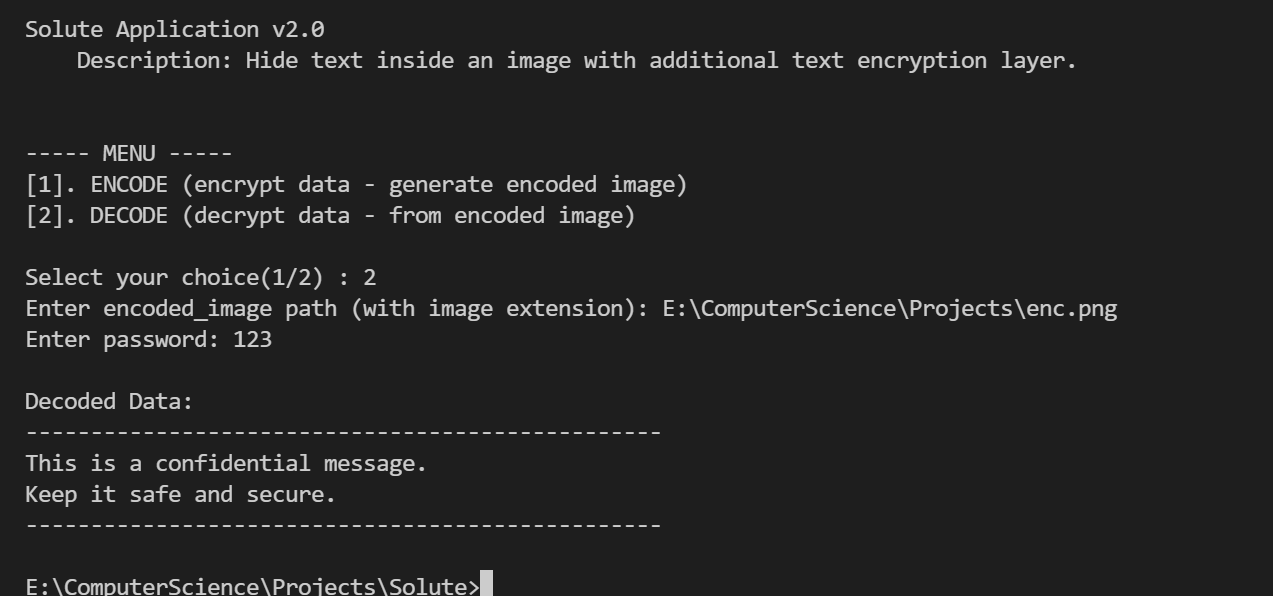 Solute Application v2.0
Description: Hide text inside an image with additional text encryption layer.
----- MENU -----
[1]. ENCODE (encrypt data - generate encoded image)
[2]. DECODE (decrypt data - from encoded image)
Select your choice(1/2) : 2
Enter encoded_image path (with image extension): E:\ComputerScience\Projects\enc.png
Enter password: 123
Decoded Data:
-------------------------------------------------
This is a confidential message.
Keep it safe and secure.
-------------------------------------------------
E:\ComputerScience\Projects\Solute>